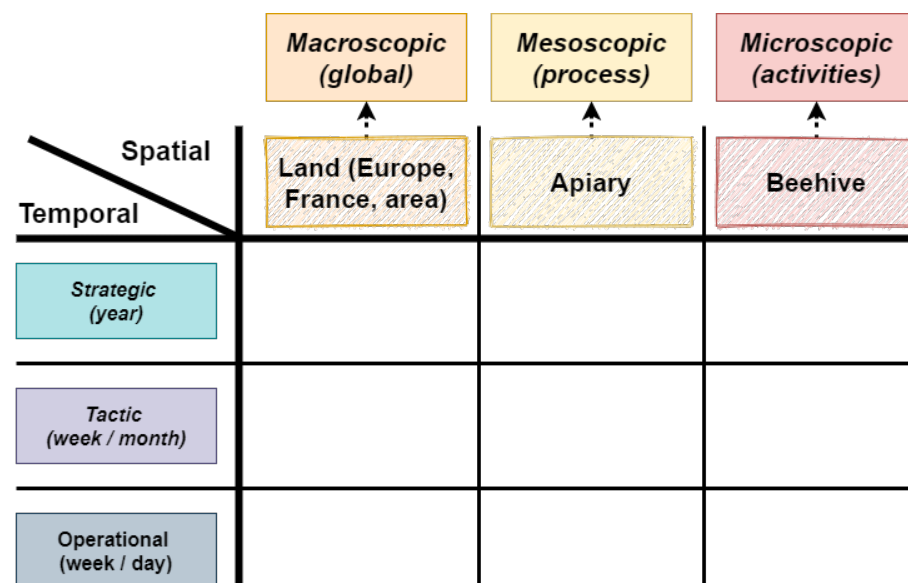 Macroscopic
(global)
Mesoscopic
(process)
Microscopic
(activities)
Spatial
Temporal
Land (Europe,
France, area)
Apiary
Beehive
Strategic
(year)
Tactic
(week / month)
Operational
(week / day)